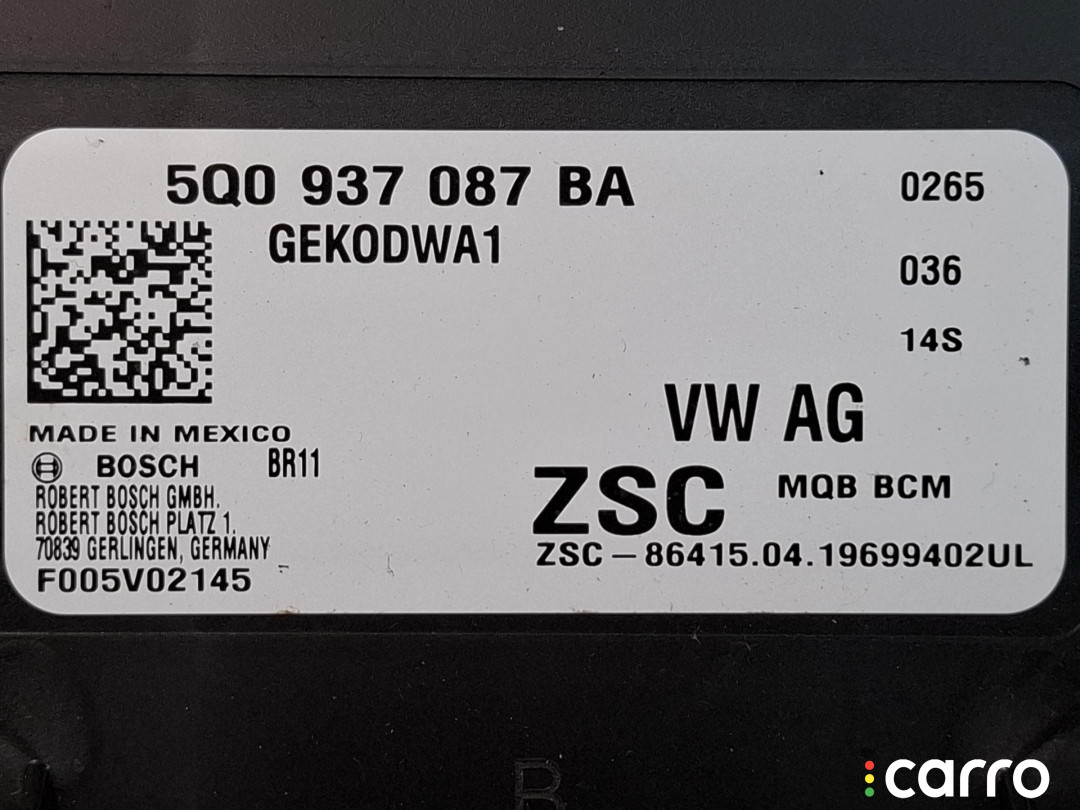 5Q0 937 087 BA
0265
GEKODWA1
036
14S
VW AG
MADE IN MEXICO
BOSCH BR11
ZSC MQB BCM
ROBERT BOSCH GMBH.
ROBERT BOSCH PLATZ 1.
70839 GERLINGEN, GERMANY
ZSC-86415.04.19699402UL
F005V02145
B
carro